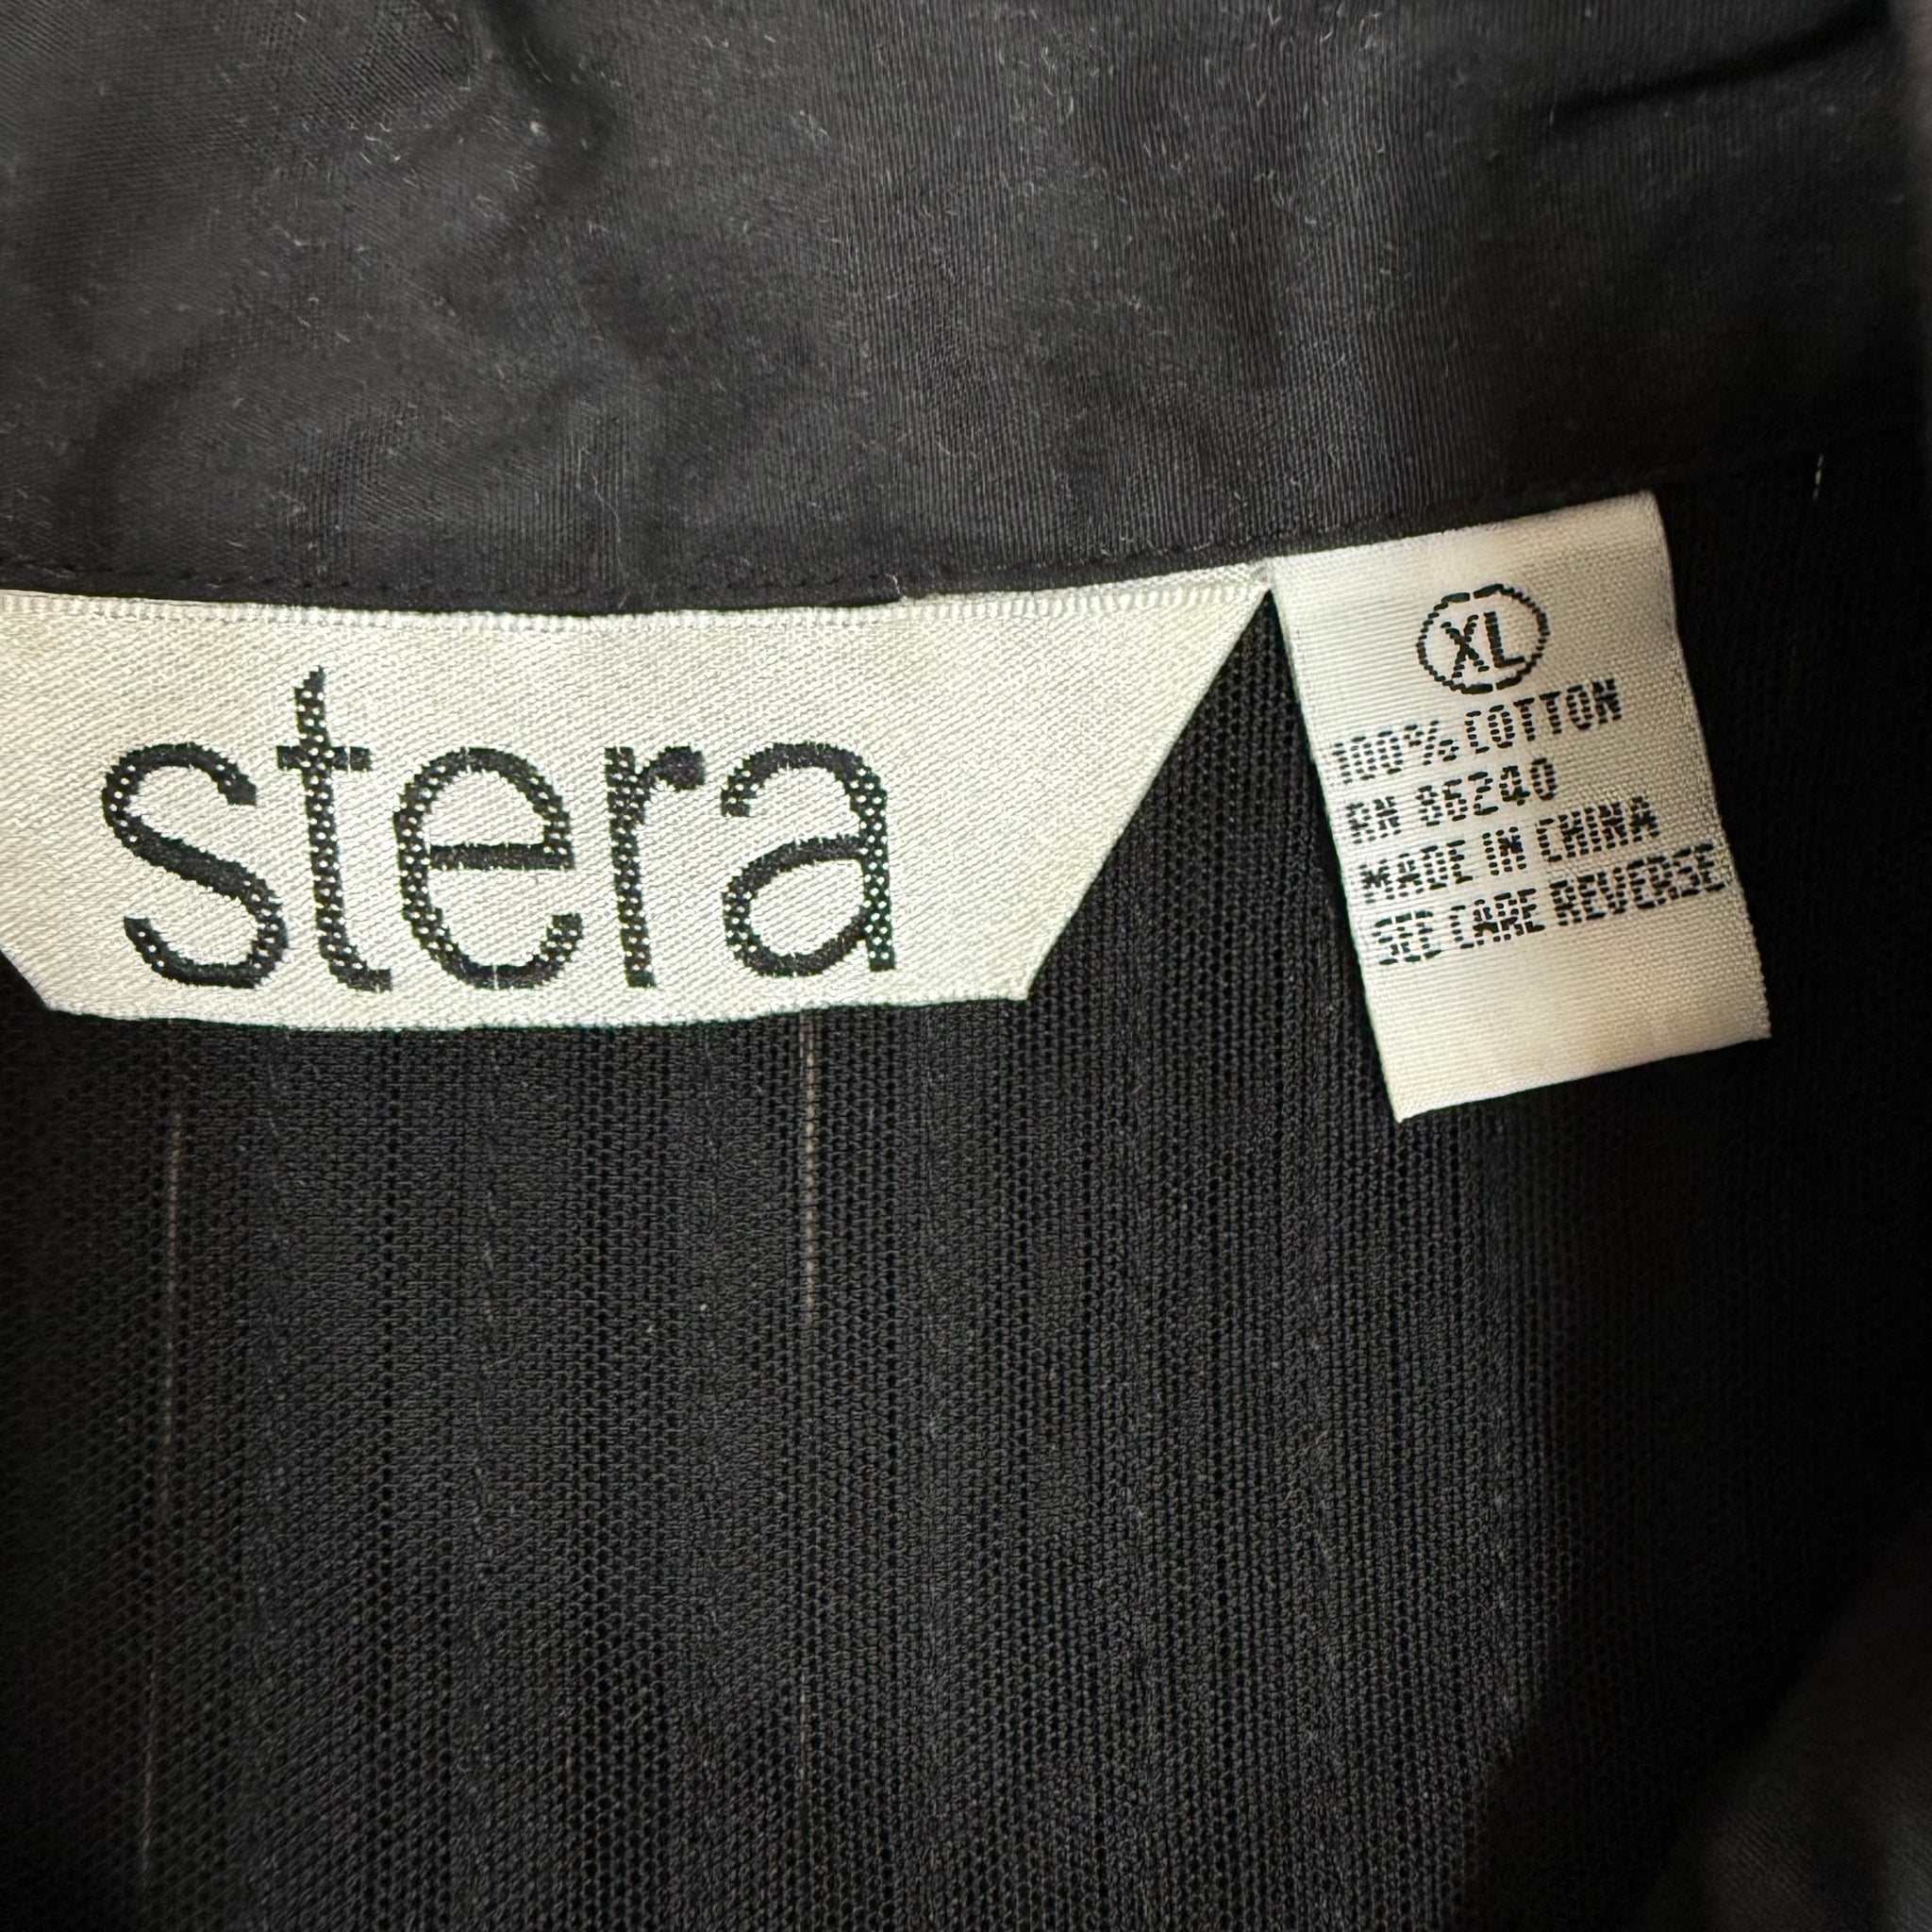 stera
XL
100% COTTON
RN 86240
MADE IN CHINA
SEE CARE REVERSE